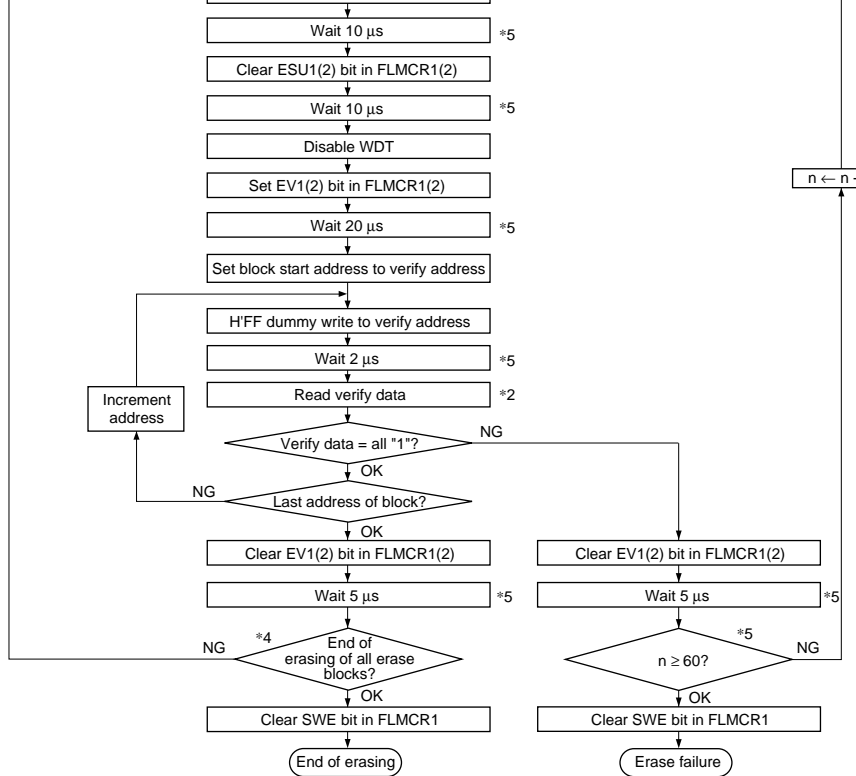 Wait 10 µs
*5
Clear ESU1(2) bit in FLMCR1(2)
Wait 10 µs
*5
Disable WDT
Set EV1(2) bit in FLMCR1(2)
n ← n
Wait 20 µs
*5
Set block start address to verify address
H'FF dummy write to verify address
Wait 2 µs
*5
Increment
address
Read verify data
*2
Verify data = all "1"?
NG
OK
NG
Last address of block?
OK
Clear EV1(2) bit in FLMCR1(2)
Clear EV1(2) bit in FLMCR1(2)
Wait 5 µs
*5
Wait 5 µs
*5
NG
*4
End of
erasing of all erase
blocks?
*5
n ≥ 60?
NG
OK
OK
Clear SWE bit in FLMCR1
Clear SWE bit in FLMCR1
End of erasing
Erase failure